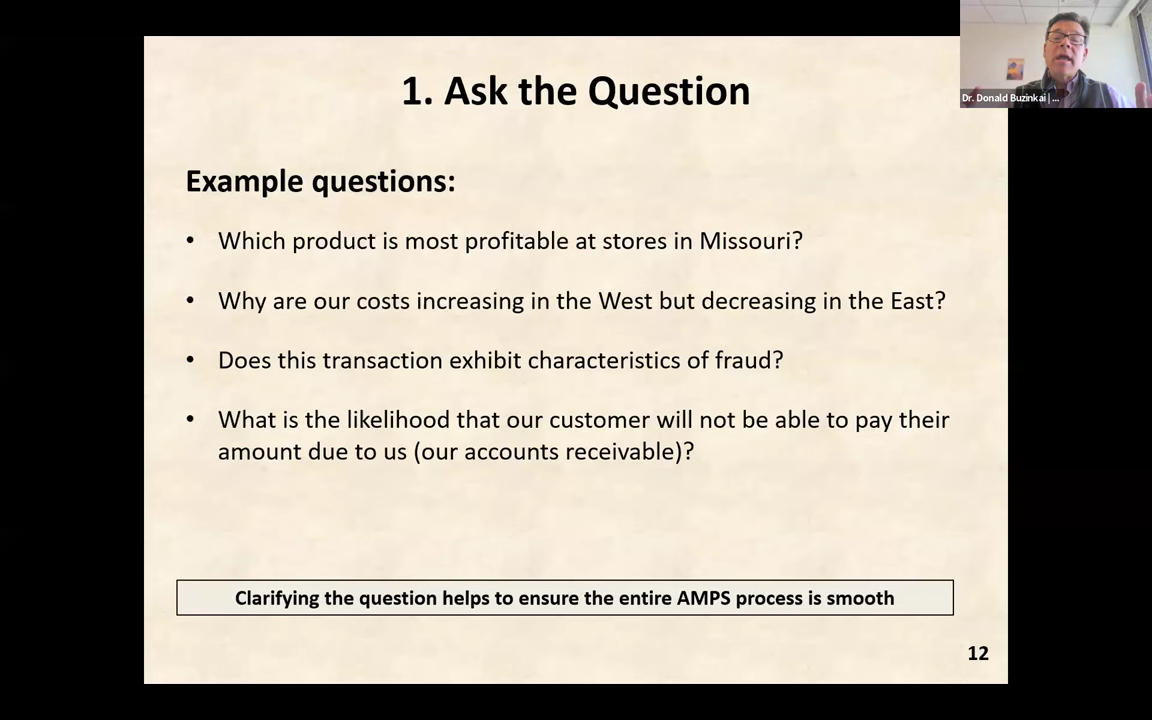 1. Ask the Question
Dr. Donald Buzinkai | ...
Example questions:
• Which product is most profitable at stores in Missouri?
• Why are our costs increasing in the West but decreasing in the East?
• Does this transaction exhibit characteristics of fraud?
• What is the likelihood that our customer will not be able to pay their
amount due to us (our accounts receivable)?
Clarifying the question helps to ensure the entire AMPS process is smooth
12